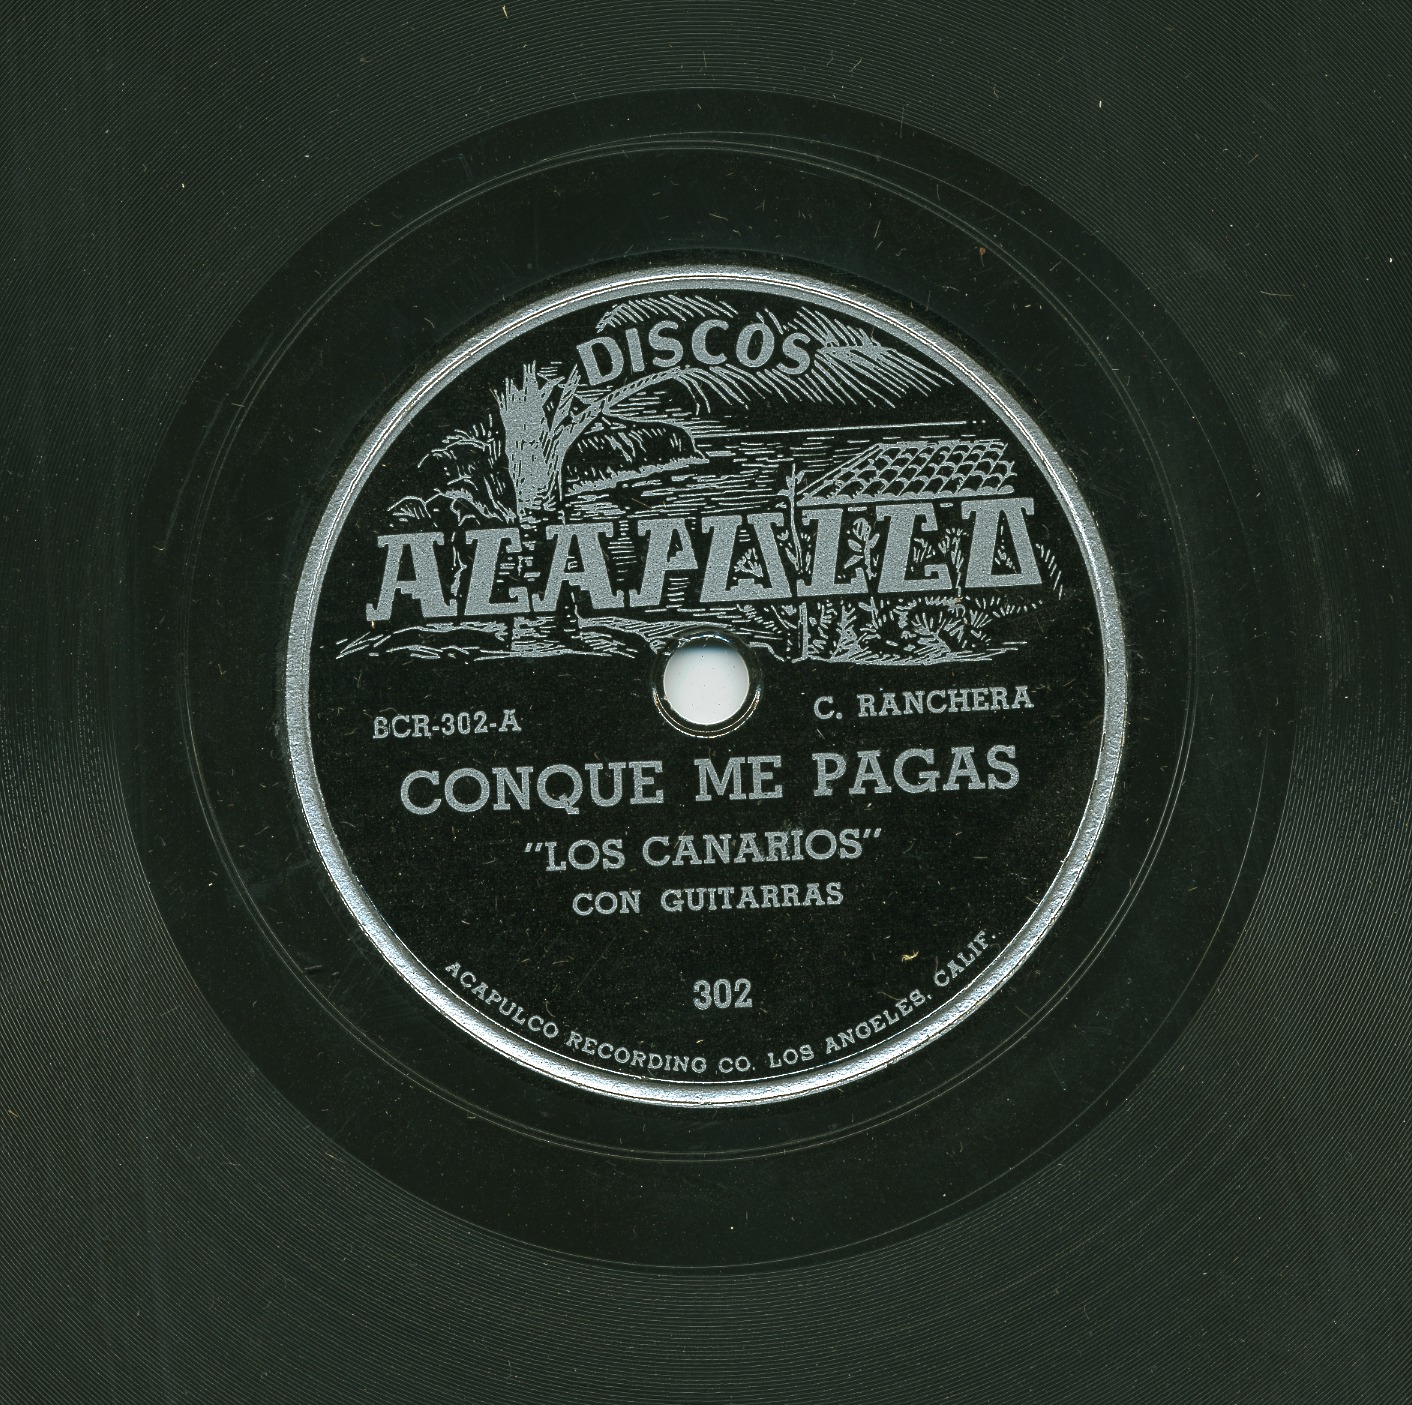 DISCOS
ACAPULCO
BCR-302-A
C. RANCHERA
CONQUE ME PAGAS
"LOS CANARIOS"
CON GUITARRAS
302
ACAPULCO RECORDING CO. LOS ANGELES, CALIF.